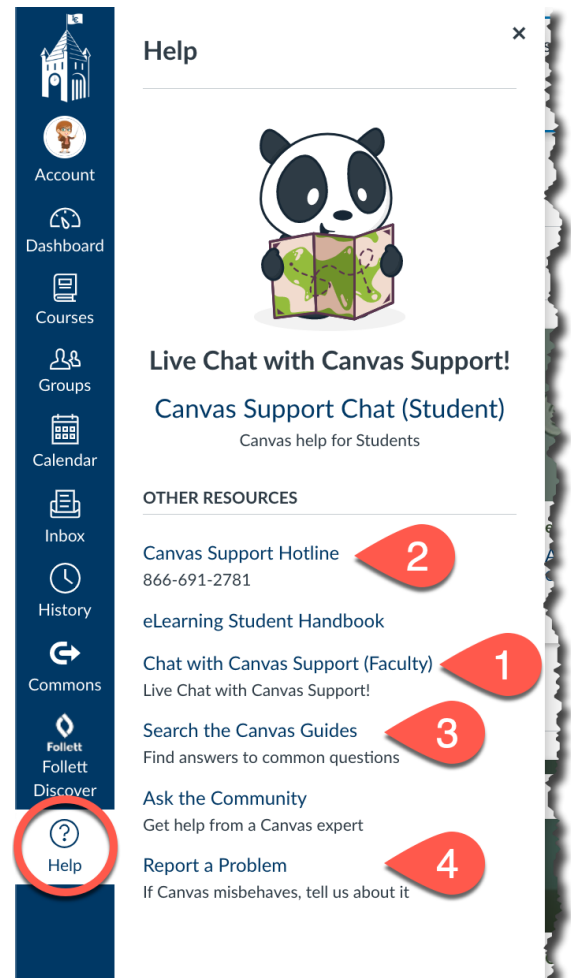 Help
×
Account
Dashboard
Courses
Groups
Calendar
Inbox
History
Commons
Follett
Follett
Discover
Help
Live Chat with Canvas Support!
Canvas Support Chat (Student)
Canvas help for Students
OTHER RESOURCES
Canvas Support Hotline
2
866-691-2781
eLearning Student Handbook
Chat with Canvas Support (Faculty)
1
Live Chat with Canvas Support!
Search the Canvas Guides
3
Find answers to common questions
Ask the Community
Get help from a Canvas expert
Report a Problem
4
If Canvas misbehaves, tell us about it